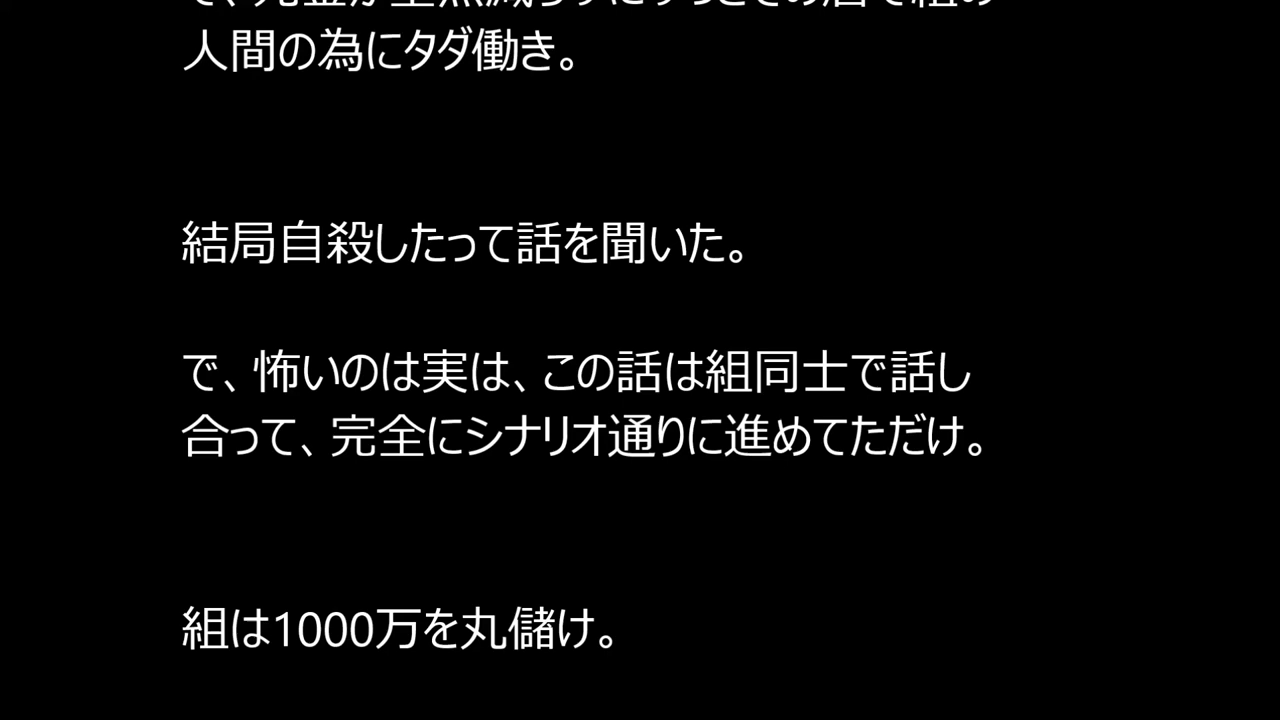 人間の為にタダ働き。
結局自殺したって話を聞いた。
で、怖いのは実は、この話は組同士で話し
合って、完全にシナリオ通りに進めてただけ。
組は1000万を丸儲け。